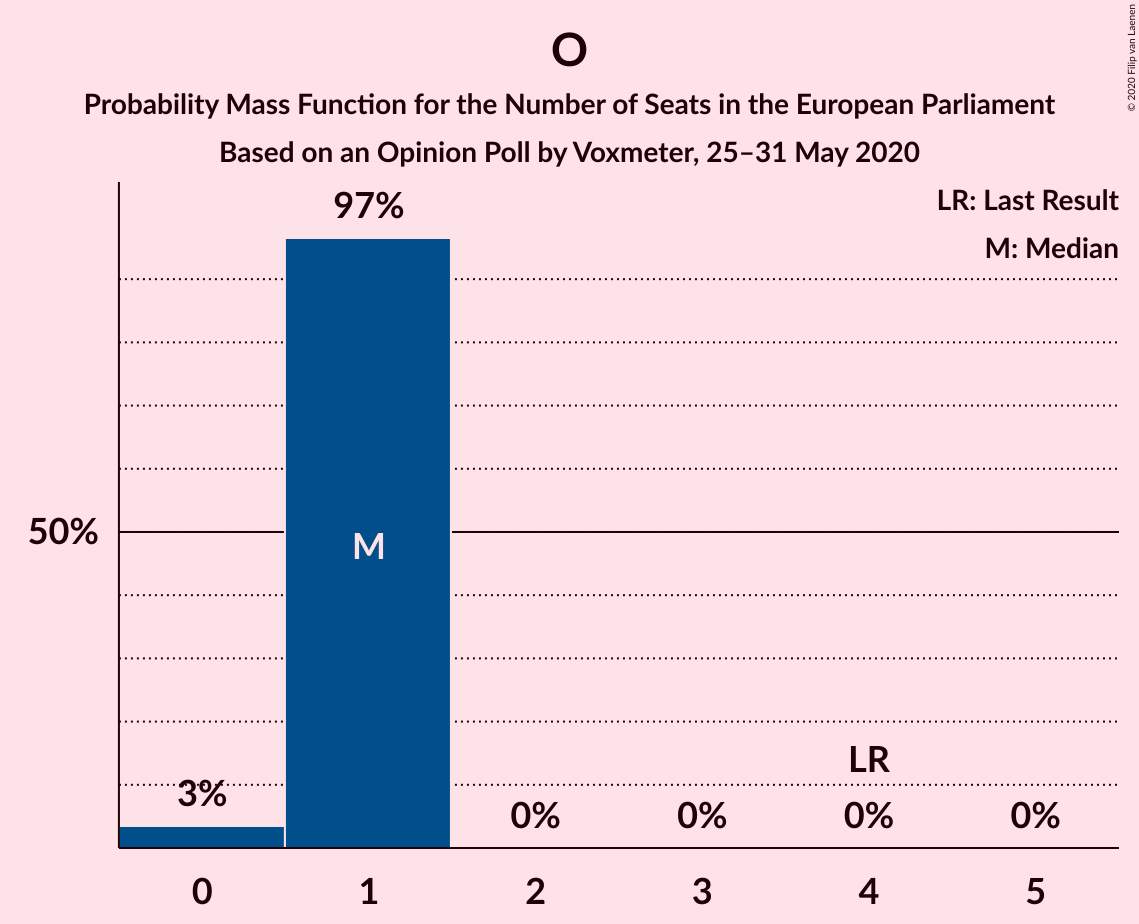 O
Probability Mass Function for the Number of Seats in the European Parliament
Based on an Opinion Poll by Voxmeter, 25–31 May 2020
© 2020 Filip van Laenen
LR: Last Result
M: Median
97%
50%
M
3%
0%
0%
LR
0%
0%
0
1
2
3
4
5